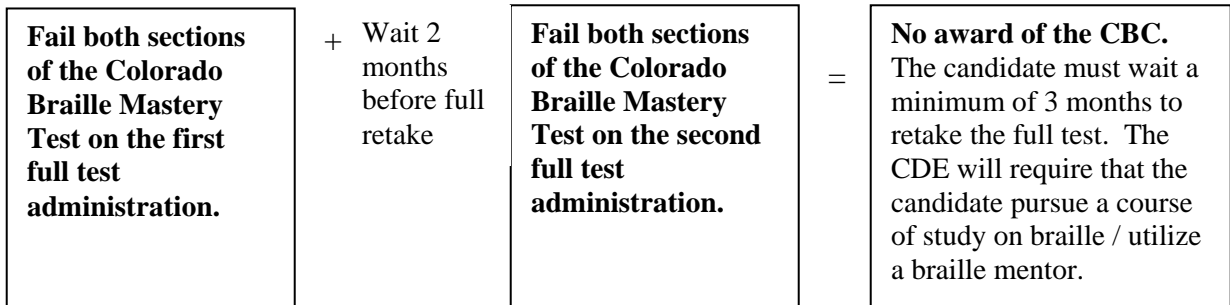 Fail both sections
of the Colorado
Braille Mastery
Test on the first
full test
administration.
+
Wait 2
months
before full
retake
Fail both sections
of the Colorado
Braille Mastery
Test on the second
full test
administration.
=
No award of the CBC.
The candidate must wait a
minimum of 3 months to
retake the full test.  The
CDE will require that the
candidate pursue a course
of study on braille / utilize
a braille mentor.